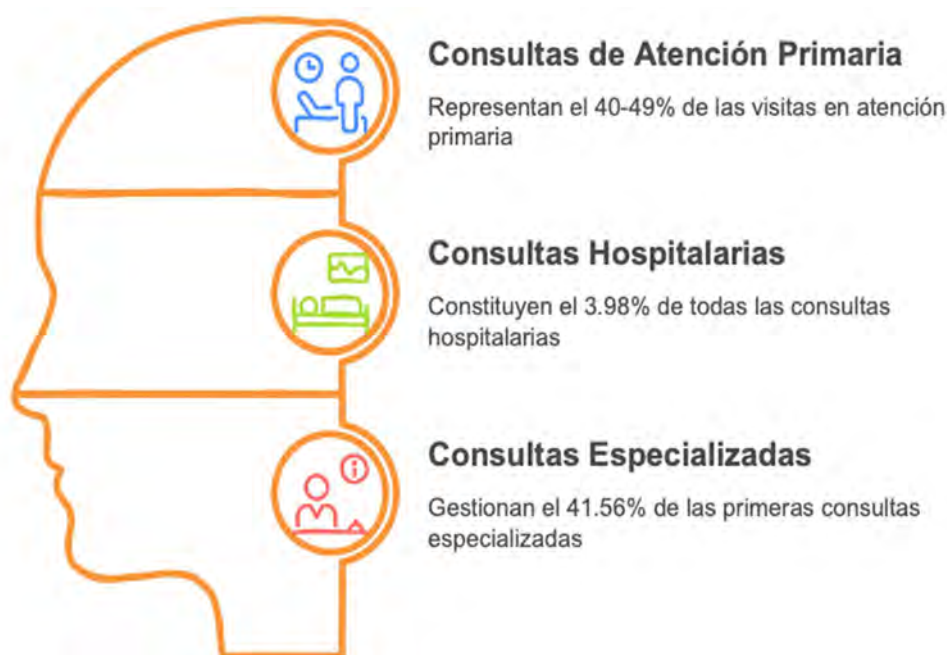 Consultas de Atención Primaria
Representan el 40-49% de las visitas en atención
primaria
Consultas Hospitalarias
Constituyen el 3.98% de todas las consultas
hospitalarias
Consultas Especializadas
Gestionan el 41.56% de las primeras consultas
especializadas